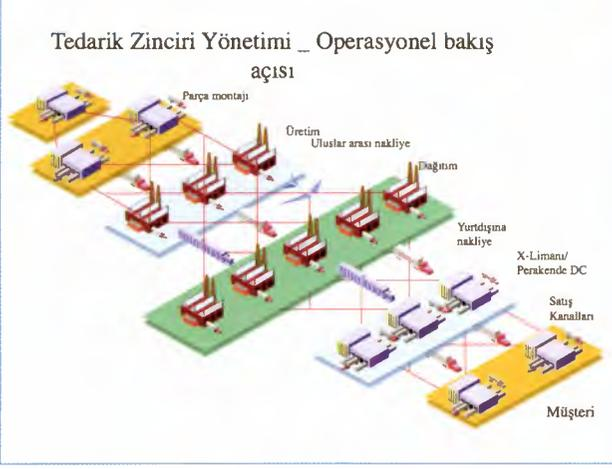 Tedarik Zinciri Yönetimi _ Operasyonel bakış
açısı
Parça montajı
Üretim
Uluslar arası nakliye
Dağıtım
Yurtdışına
nakliye
X-Limanı/
Perakende DC
Satış
Kanalları
Müşteri